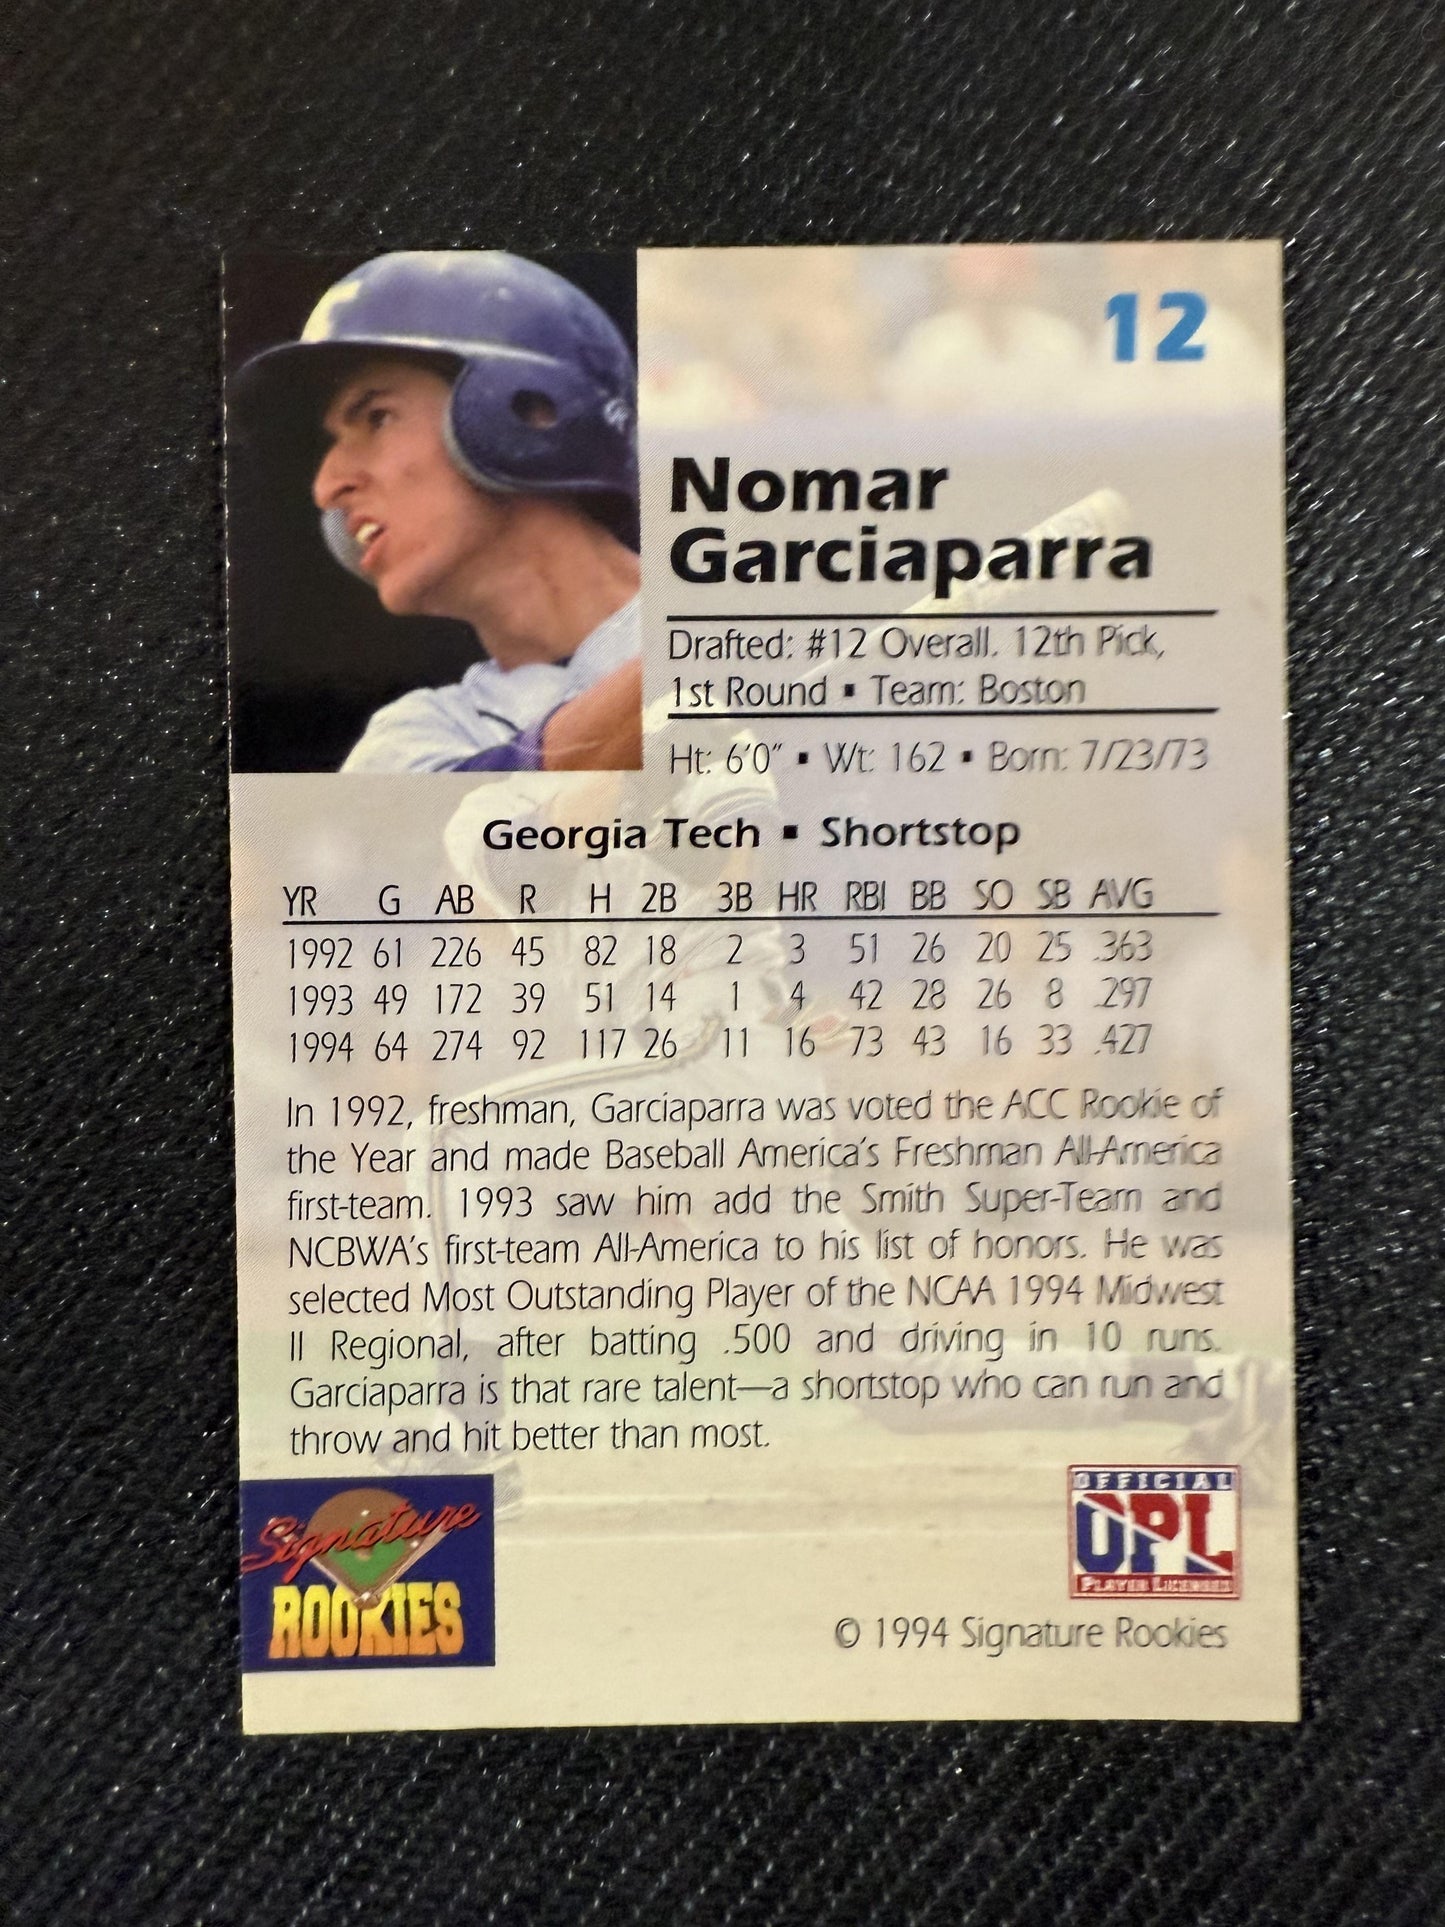 12
Nomar
Garciaparra
Drafted: #12 Overall. 12th Pick,
1st Round ▪ Team: Boston
Ht: 6'0" ▪ Wt: 162 ▪ Born: 7/23/73
Georgia Tech ▪ Shortstop
YR G AB R H 2B 3B HR RBI BB SO SB AVG
1992 61 226 45 82 18 2 3 51 26 20 25 .363
1993 49 172 39 51 14 1 4 42 28 26 8 .297
1994 64 274 92 117 26 11 16 73 43 16 33 .427
In 1992, freshman, Garciaparra was voted the ACC Rookie of
the Year and made Baseball America's Freshman All-America
first-team. 1993 saw him add the Smith Super-Team and
NCBWA's first-team All-America to his list of honors. He was
selected Most Outstanding Player of the NCAA 1994 Midwest
II Regional, after batting .500 and driving in 10 runs.
Garciaparra is that rare talent—a shortstop who can run and
throw and hit better than most.
Signature
ROOKIES
OFFICIAL
OPL
PLAYER LICENSED
© 1994 Signature Rookies